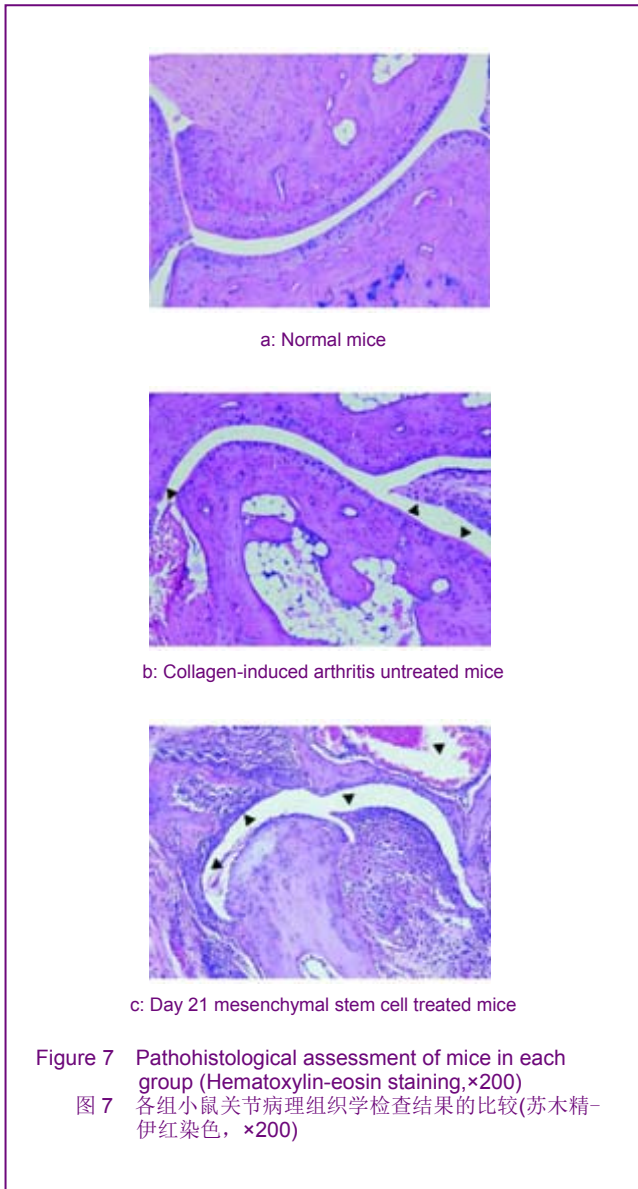 a: Normal mice
b: Collagen-induced arthritis untreated mice
c: Day 21 mesenchymal stem cell treated mice
Figure 7 Pathohistological assessment of mice in each
group (Hematoxylin-eosin staining,×200)
图 7 各组小鼠关节病理组织学检查结果的比较(苏木精-
伊红染色，×200)